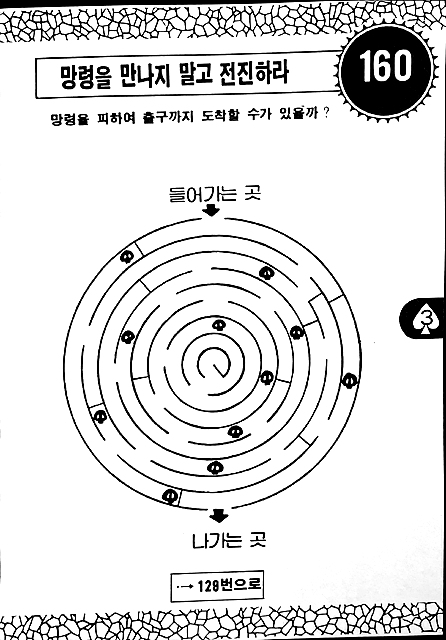 160
망령을 만나지 말고 전진하라
망령을 피하여 출구까지 도착할 수가 있을까?
들어가는 곳
3
나가는 곳
···→ 128번으로